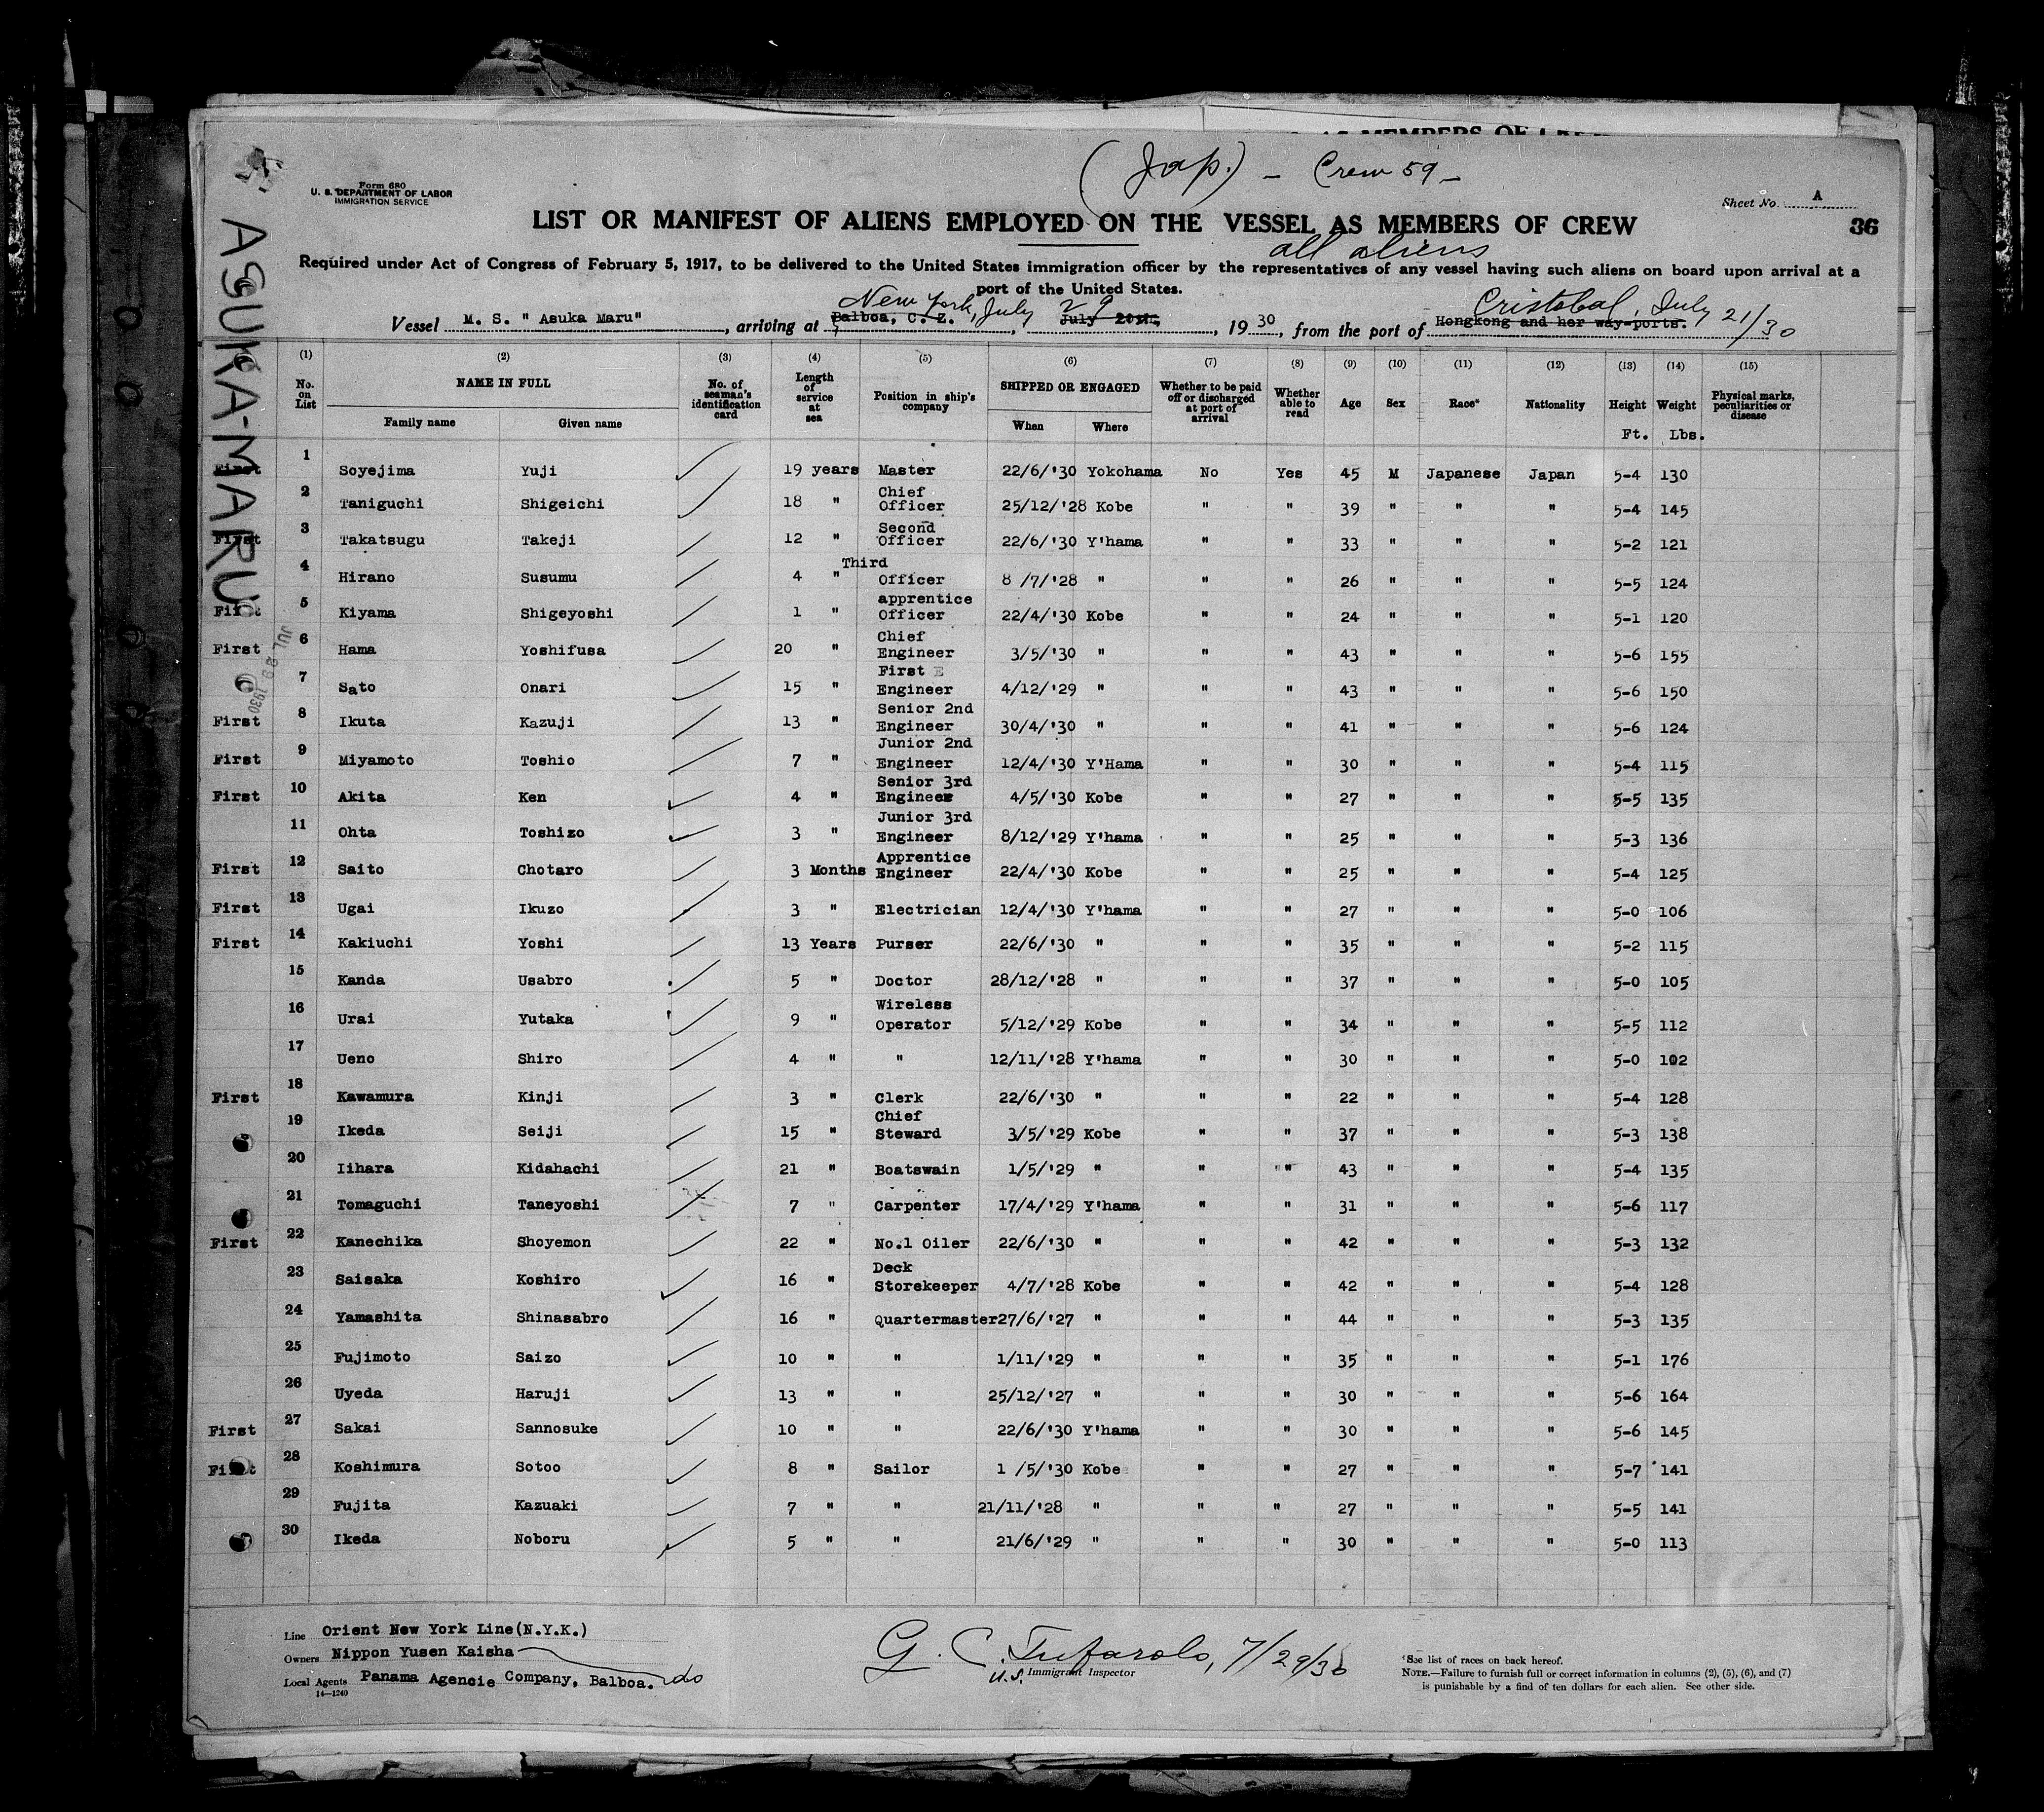 AS MEMBERS OF CREW
(Jap.) - Crew 59 -
Form 680
U. S. DEPARTMENT OF LABOR
IMMIGRATION SERVICE
Sheet No. A
LIST OR MANIFEST OF ALIENS EMPLOYED ON THE VESSEL AS MEMBERS OF CREW
36
all aliens
Required under Act of Congress of February 5, 1917, to be delivered to the United States immigration officer by the representatives of any vessel having such aliens on board upon arrival at a
port of the United States.
New York, July 29 Cristobal, July 21/30
Vessel M. S. " Asuka Maru" , arriving at Balboa, C. Z. , July 20th, , 1930, from the port of Hongkong and her way-ports.
ASUKA-MARU
JUL 29 1930
(1) (2) (3) (4) (5) (6) (7) (8) (9) (10) (11) (12) (13) (14) (15)
No. on List NAME IN FULL Family name Given name No. of seaman's identification card Length of service at sea Position in ship's company SHIPPED OR ENGAGED When Where Whether to be paid off or discharged at port of arrival Whether able to read Age Sex Race* Nationality Height Weight Physical marks, peculiarities or disease
Ft. Lbs.
First 1 Soyejima Yuji 19 years Master 22/6/'30 Yokohama No Yes 45 M Japanese Japan 5-4 130
2 Taniguchi Shigeichi 18 " Chief Officer 25/12/'28 Kobe " " 39 " " " 5-4 145
First 3 Takatsugu Takeji 12 " Second Officer 22/6/'30 Y'hama " " 33 " " " 5-2 121
4 Hirano Susumu 4 " Third Officer 8 /7/'28 " " " 26 " " " 5-5 124
First 5 Kiyama Shigeyoshi 1 " apprentice Officer 22/4/'30 Kobe " " 24 " " " 5-1 120
First 6 Hama Yoshifusa 20 " Chief Engineer 3/5/'30 " " " 43 " " " 5-6 155
7 Sato Onari 15 " First E Engineer 4/12/'29 " " " 43 " " " 5-6 150
First 8 Ikuta Kazuji 13 " Senior 2nd Engineer 30/4/'30 " " " 41 " " " 5-6 124
First 9 Miyamoto Toshio 7 " Junior 2nd Engineer 12/4/'30 Y'Hama " " 30 " " " 5-4 115
First 10 Akita Ken 4 " Senior 3rd Engineer 4/5/'30 Kobe " " 27 " " " 5-5 135
11 Ohta Toshizo 3 " Junior 3rd Engineer 8/12/'29 Y'hama " " 25 " " " 5-3 136
First 12 Saito Chotaro 3 Months Apprentice Engineer 22/4/'30 Kobe " " 25 " " " 5-4 125
First 13 Ugai Ikuzo 3 " Electrician 12/4/'30 Y'hama " " 27 " " " 5-0 106
First 14 Kakiuchi Yoshi 13 Years Purser 22/6/'30 " " " 35 " " " 5-2 115
15 Kanda Usabro 5 " Doctor 28/12/'28 " " " 37 " " " 5-0 105
16 Urai Yutaka 9 " Wireless Operator 5/12/'29 Kobe " " 34 " " " 5-5 112
17 Ueno Shiro 4 " " 12/11/'28 Y'hama " " 30 " " " 5-0 102
First 18 Kawamura Kinji 3 " Clerk 22/6/'30 " " " 22 " " " 5-4 128
19 Ikeda Seiji 15 " Chief Steward 3/5/'29 Kobe " " 37 " " " 5-3 138
20 Iihara Kidahachi 21 " Boatswain 1/5/'29 " " " 43 " " " 5-4 135
21 Tomaguchi Taneyoshi 7 " Carpenter 17/4/'29 Y'hama " " 31 " " " 5-6 117
First 22 Kanechika Shoyemon 22 " No.1 Oiler 22/6/'30 " " " 42 " " " 5-3 132
23 Saisaka Koshiro 16 " Deck Storekeeper 4/7/'28 Kobe " " 42 " " " 5-4 128
24 Yamashita Shinasabro 16 " Quartermaster 27/6/'27 " " " 44 " " " 5-3 135
25 Fujimoto Saizo 10 " " 1/11/'29 " " " 35 " " " 5-1 176
26 Uyeda Haruji 13 " " 25/12/'27 " " " 30 " " " 5-6 164
First 27 Sakai Sannosuke 10 " " 22/6/'30 Y'hama " " 30 " " " 5-6 145
First 28 Koshimura Sotoo 8 " Sailor 1 /5/'30 Kobe " " 27 " " " 5-7 141
29 Fujita Kazuaki 7 " " 21/11/'28 " " " 27 " " " 5-5 141
30 Ikeda Noboru 5 " " 21/6/'29 " " " 30 " " " 5-0 113
Line Orient New York Line(N.Y.K.)
Owners Nippon Yusen Kaisha
Local Agents Panama Agencie Company, Balboa. do
14—1240
G. C. Tufarolo, 7/29/30
U.S. Immigrant Inspector
*See list of races on back hereof.
NOTE.—Failure to furnish full or correct information in columns (2), (5), (6), and (7)
is punishable by a find of ten dollars for each alien. See other side.